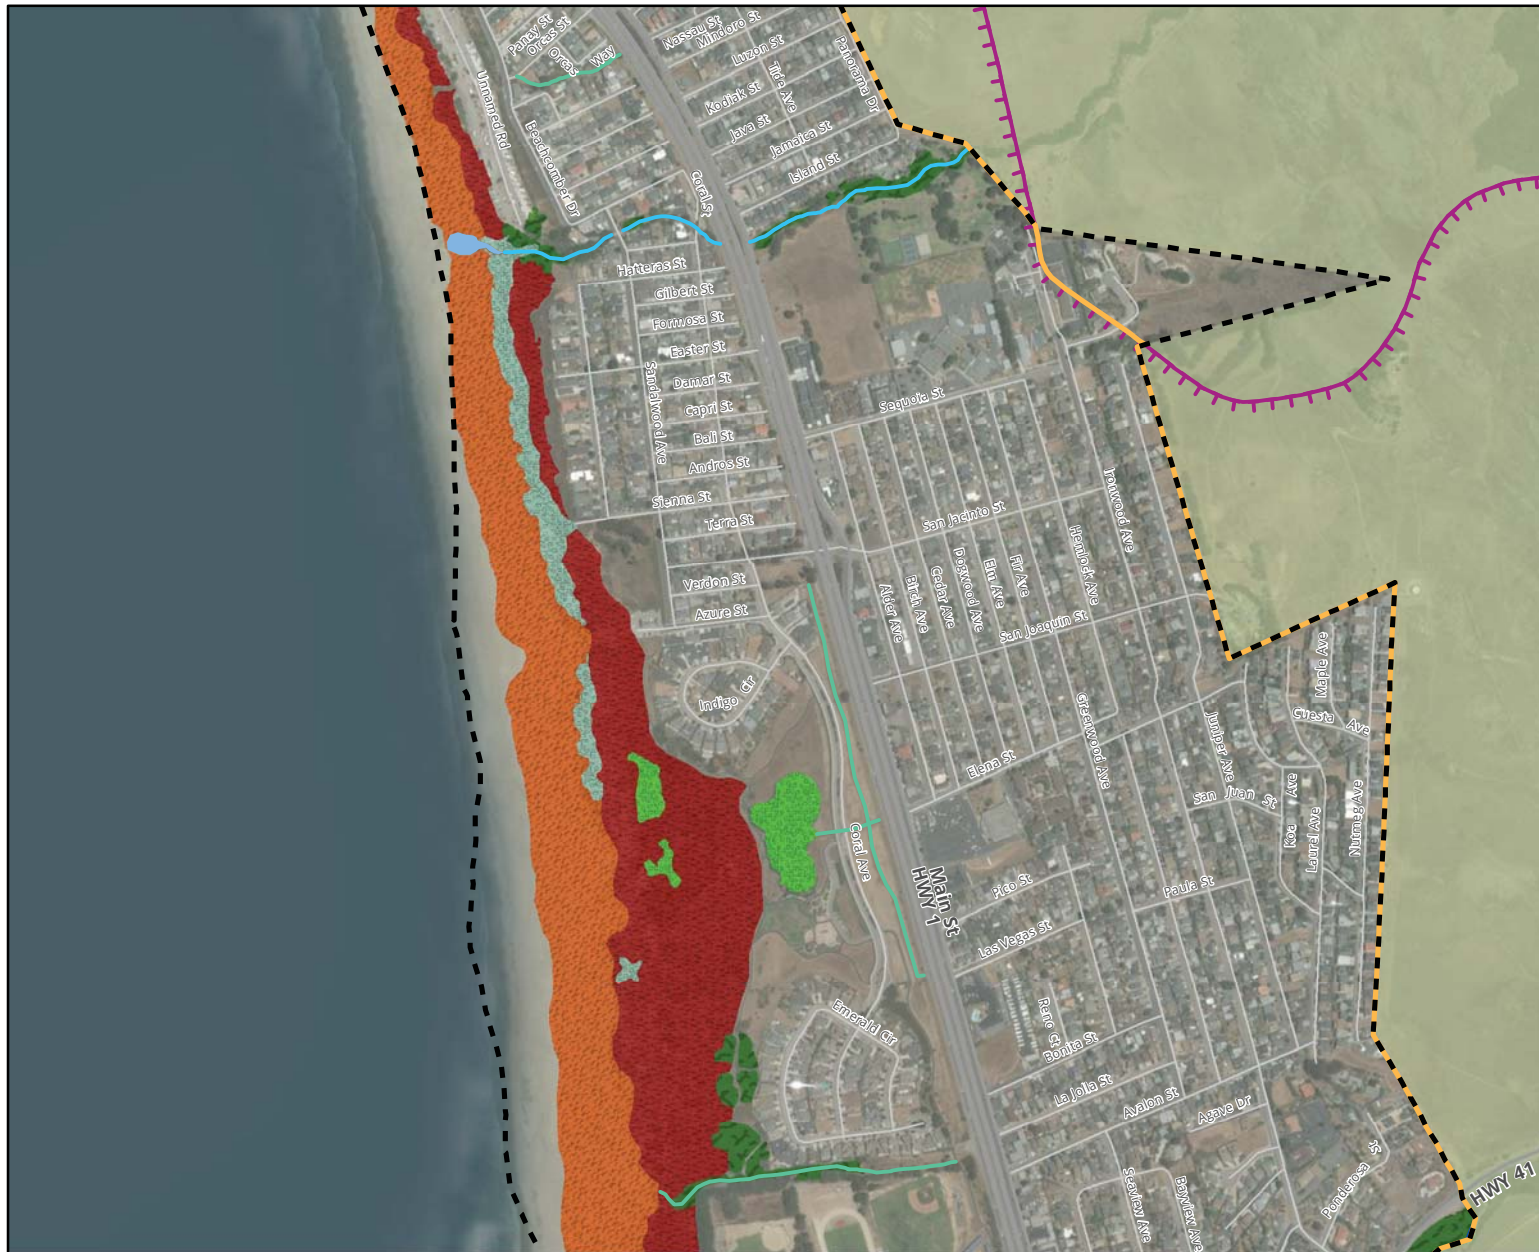 Panay St
Orcas St
Orcas Way
Nassau St
Mindoro St
Luzon St
Tide Ave
Panorama Dr
Unnamed Rd
Kodiak St
Java St
Jamaica St
Island St
Beachcomber Dr
Coral St
Hatteras St
Gilbert St
Formosa St
Easter St
Damar St
Capri St
Bali St
Andros St
Sienna St
Terra St
Sandalwood Ave
Sequoia St
San Jacinto St
Ironwood Ave
Hemlock Ave
Fir Ave
Elm Ave
Dogwood Ave
Cedar Ave
Birch Ave
Alder Ave
Verdon St
Azure St
San Joaquin St
Indigo Cir
Maple Ave
Cuesta Ave
Greenwood Ave
Juniper Ave
Elena St
San Juan St
Koa Ave
Laurel Ave
Nutmeg Ave
Coral Ave
Main St
HWY 1
Pico St
Paula St
Las Vegas St
Emerald Cir
Reno Ct
Bonita St
La Jolla St
Avalon St
Agave Dr
Seaview Ave
Bayview Ave
Ponderosa St
HWY 41